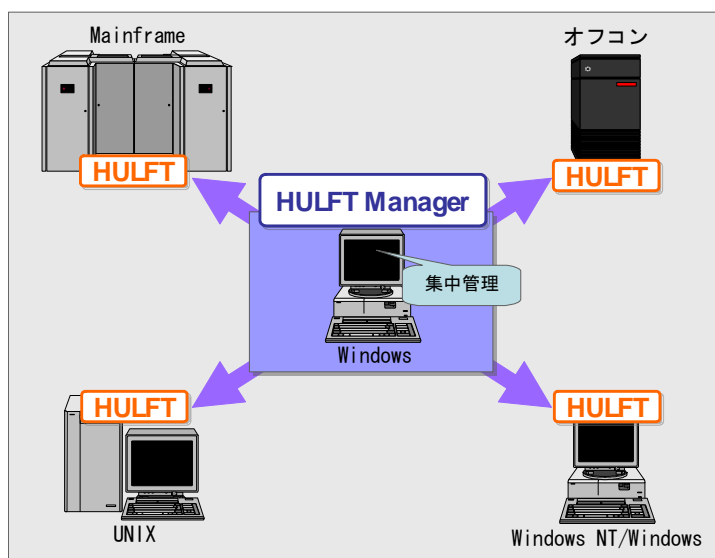 Mainframe
オフコン
HULFT
HULFT
HULFT Manager
集中管理
Windows
HULFT
HULFT
UNIX
Windows NT/Windows